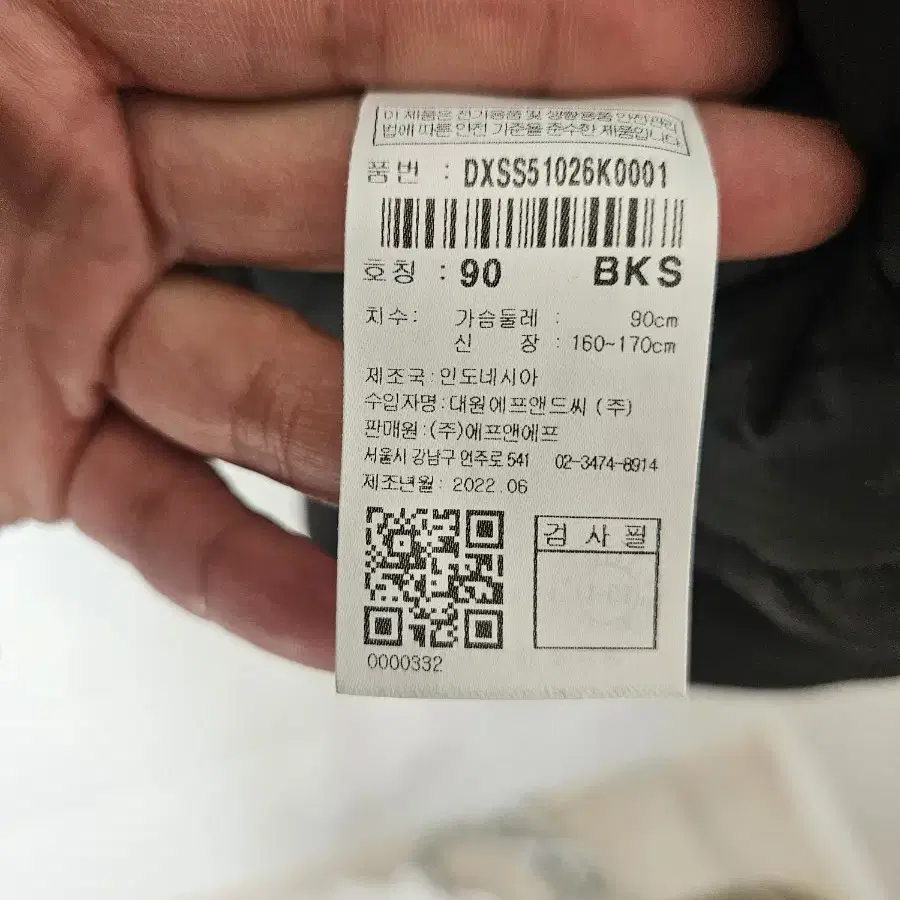 이 제품은 전기용품 및 생활용품 안전관리
법에 따른 안전 기준을 준수한 제품입니다
품번 : DXSS51026K0001
호칭 : 90 BKS
치수: 가슴둘레 : 90cm
신 장 : 160~170cm
제조국:인도네시아
수입자명:대원에프앤드씨 (주)
판매원:(주)에프앤에프
서울시 강남구 언주로 541 02-3474-8914
제조년월: 2022.06
검 사 필
0000332